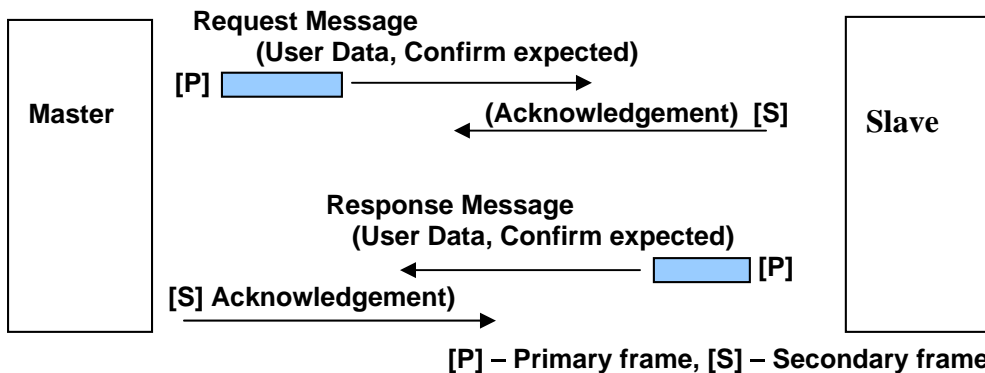 Request Message
(User Data, Confirm expected)
[P]
Master
(Acknowledgement) [S]
Slave
Response Message
(User Data, Confirm expected)
[P]
[S] Acknowledgement)
[P] – Primary frame, [S] – Secondary frame